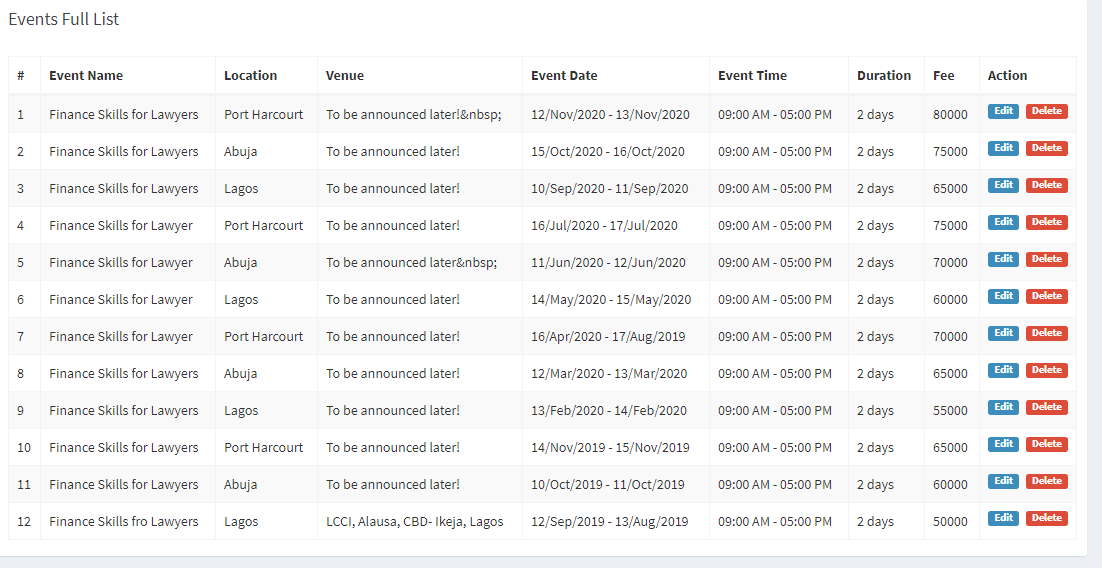 Events Full List
# Event Name Location Venue Event Date Event Time Duration Fee Action
1 Finance Skills for Lawyers Port Harcourt To be announced later!&nbsp; 12/Nov/2020 - 13/Nov/2020 09:00 AM - 05:00 PM 2 days 80000 Edit Delete
2 Finance Skills for Lawyers Abuja To be announced later! 15/Oct/2020 - 16/Oct/2020 09:00 AM - 05:00 PM 2 days 75000 Edit Delete
3 Finance Skills for Lawyers Lagos To be announced later! 10/Sep/2020 - 11/Sep/2020 09:00 AM - 05:00 PM 2 days 65000 Edit Delete
4 Finance Skills for Lawyer Port Harcourt To be announced later! 16/Jul/2020 - 17/Jul/2020 09:00 AM - 05:00 PM 2 days 75000 Edit Delete
5 Finance Skills for Lawyer Abuja To be announced later&nbsp; 11/Jun/2020 - 12/Jun/2020 09:00 AM - 05:00 PM 2 days 70000 Edit Delete
6 Finance Skills for Lawyer Lagos To be announced later! 14/May/2020 - 15/May/2020 09:00 AM - 05:00 PM 2 days 60000 Edit Delete
7 Finance Skills for Lawyer Port Harcourt To be announced later! 16/Apr/2020 - 17/Aug/2019 09:00 AM - 05:00 PM 2 days 70000 Edit Delete
8 Finance Skills for Lawyers Abuja To be announced later! 12/Mar/2020 - 13/Mar/2020 09:00 AM - 05:00 PM 2 days 65000 Edit Delete
9 Finance Skills for Lawyers Lagos To be announced later! 13/Feb/2020 - 14/Feb/2020 09:00 AM - 05:00 PM 2 days 55000 Edit Delete
10 Finance Skills for Lawyers Port Harcourt To be announced later! 14/Nov/2019 - 15/Nov/2019 09:00 AM - 05:00 PM 2 days 65000 Edit Delete
11 Finance Skills for Lawyers Abuja To be announced later! 10/Oct/2019 - 11/Oct/2019 09:00 AM - 05:00 PM 2 days 60000 Edit Delete
12 Finance Skills fro Lawyers Lagos LCCI, Alausa, CBD- Ikeja, Lagos 12/Sep/2019 - 13/Aug/2019 09:00 AM - 05:00 PM 2 days 50000 Edit Delete